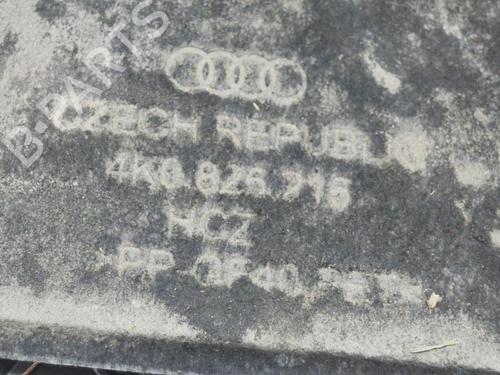 B-PARTS
CZECH REPUBLIC
4K0 825 215
HCZ
>PP GF40